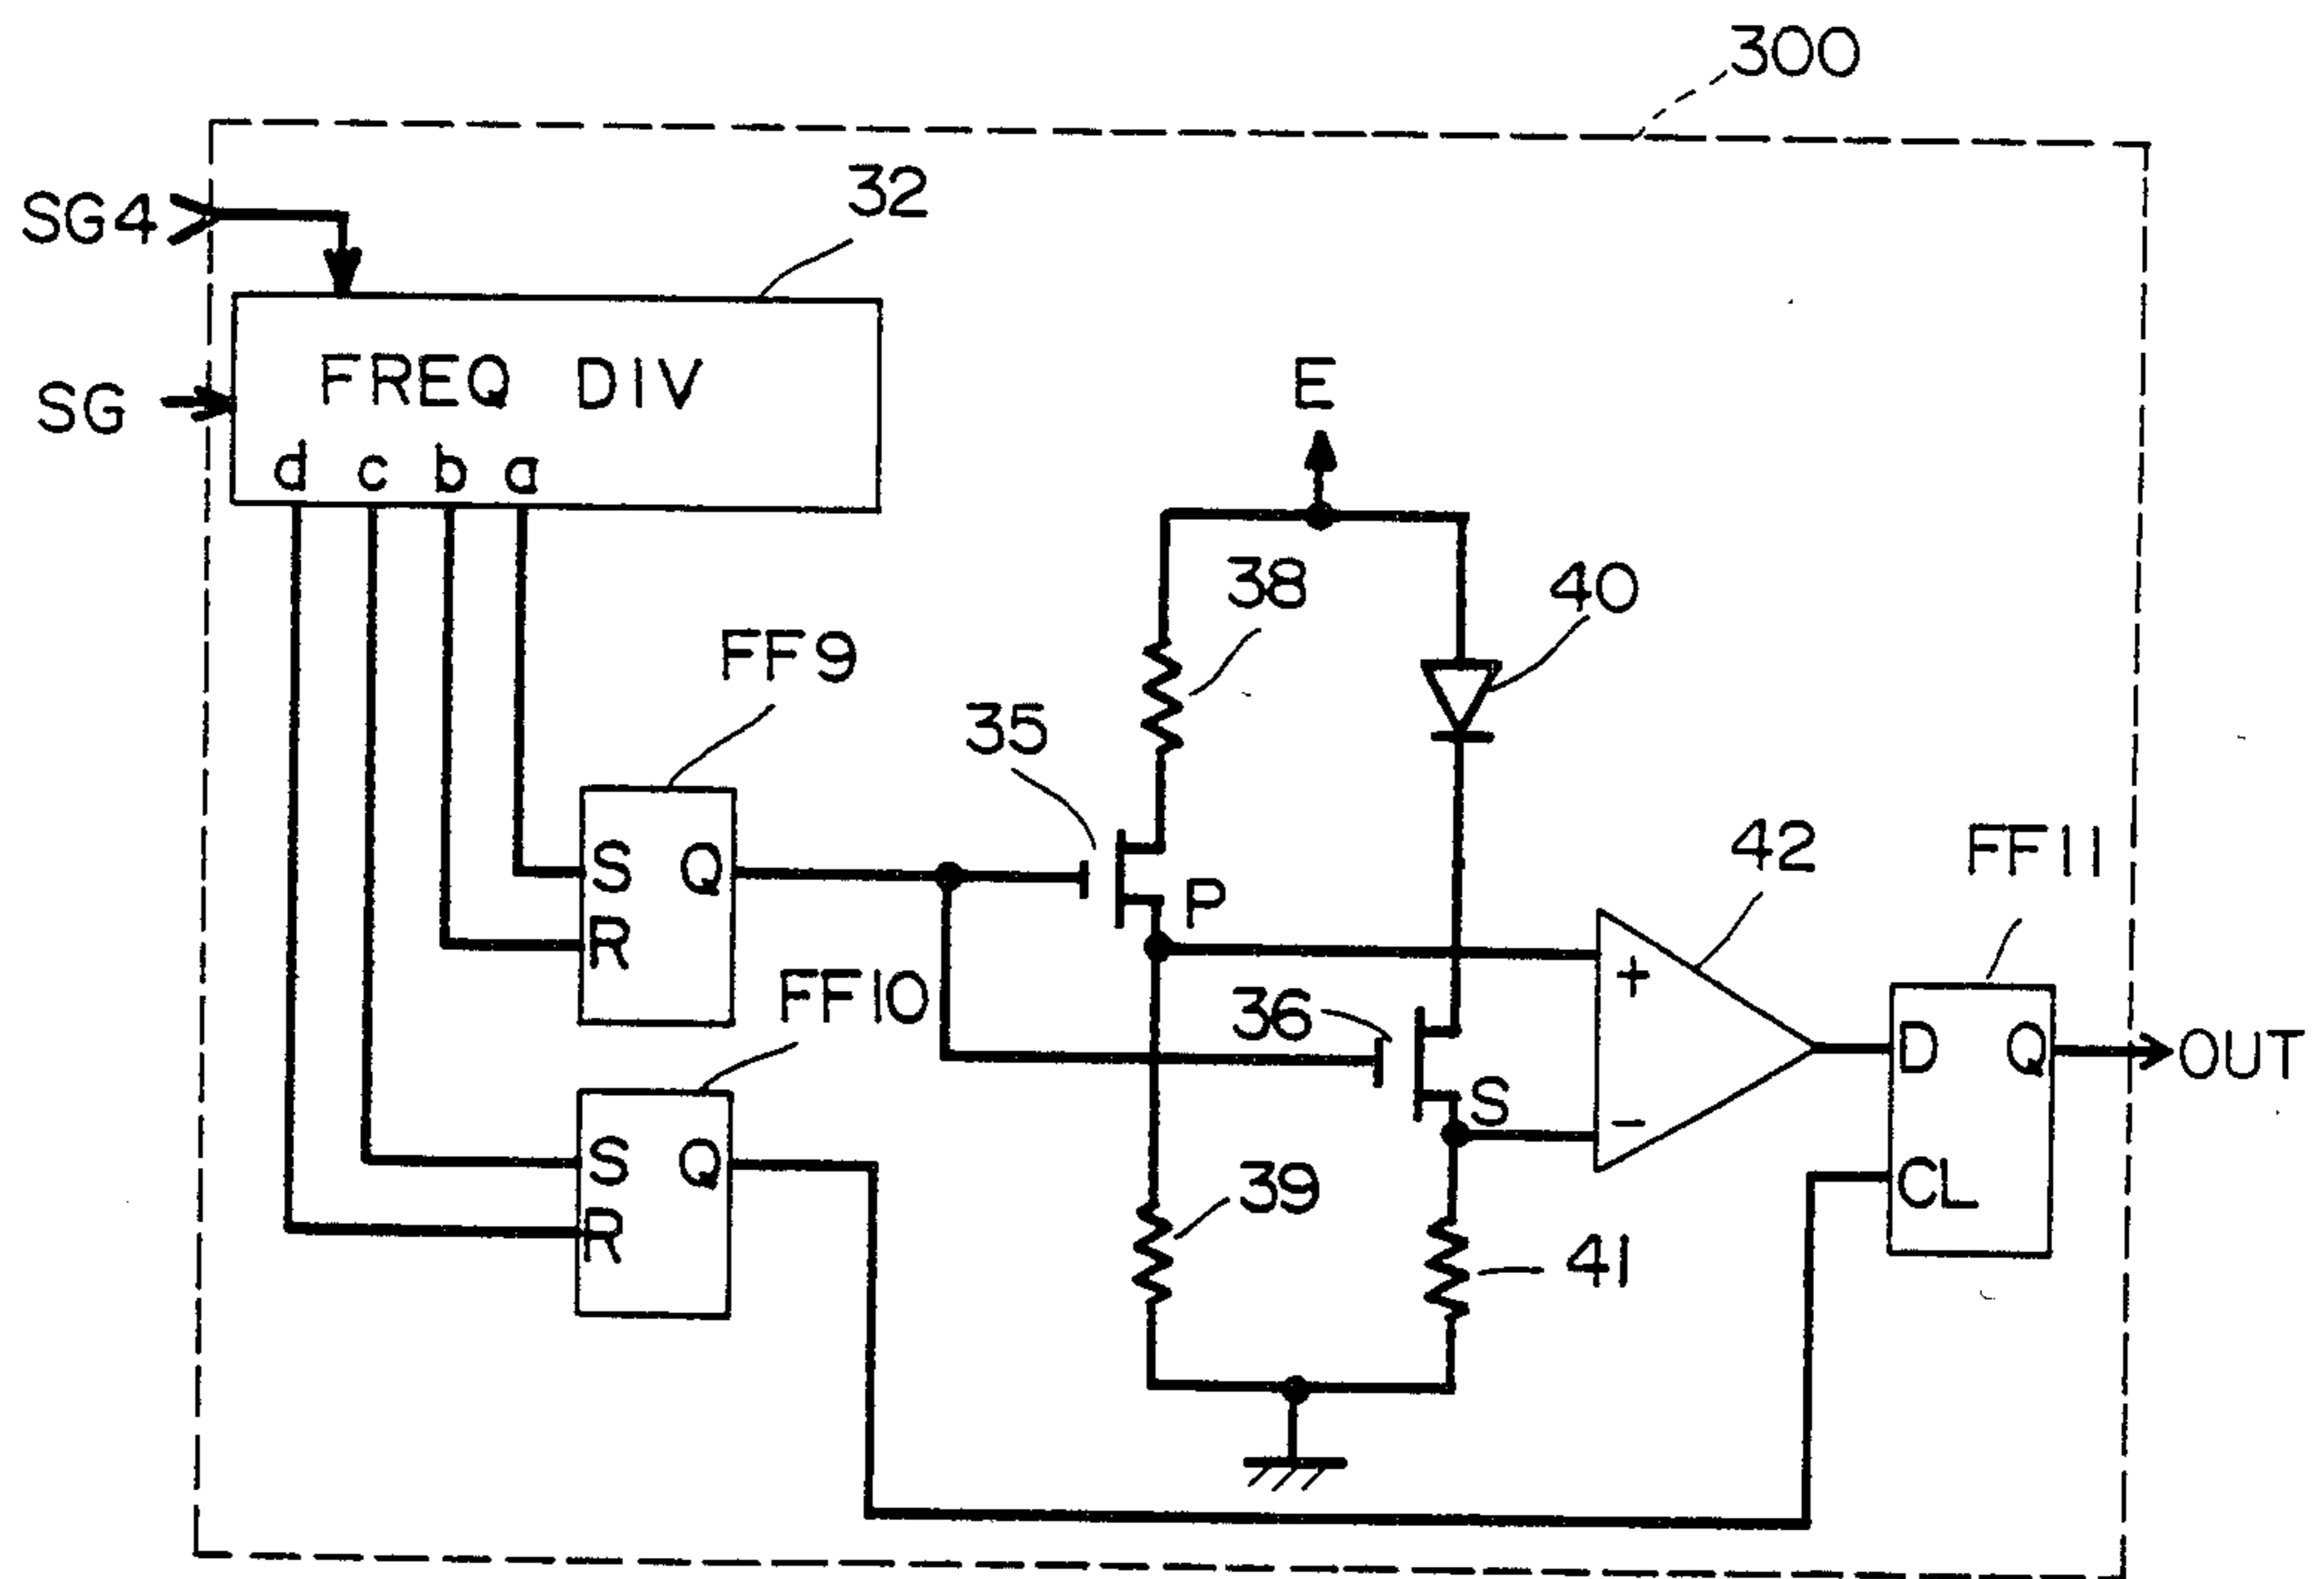 300
SG4
32
FREQ DIV
SG
d c b a
E
38
40
FF9
35
42
FF11
S Q
R
P
+
36
D Q
OUT
FF10
S
-
S Q
R
39
CL
41